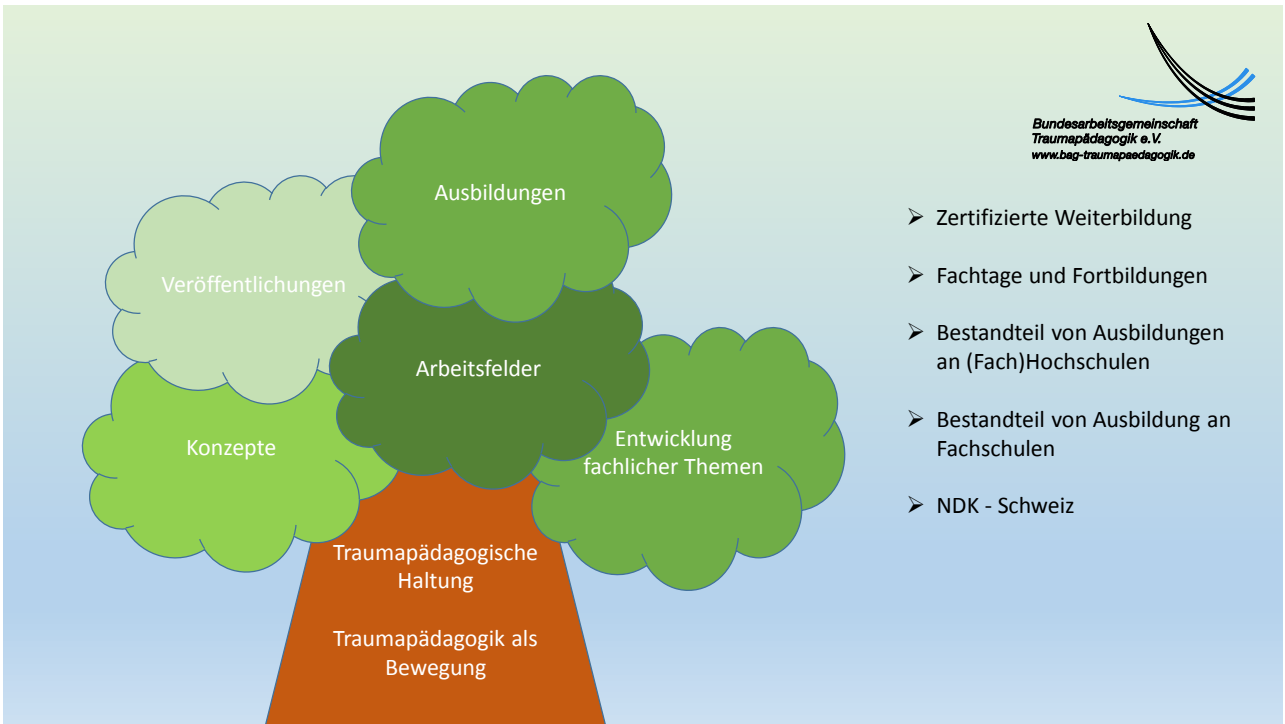 Bundesarbeitsgemeinschaft
Traumapädagogik e.V.
www.bag-traumapaedagogik.de
Ausbildungen
Veröffentlichungen
Arbeitsfelder
Konzepte
Entwicklung
fachlicher Themen
Traumapädagogische
Haltung
Traumapädagogik als
Bewegung
➢ Zertifizierte Weiterbildung
➢ Fachtage und Fortbildungen
➢ Bestandteil von Ausbildungen
an (Fach)Hochschulen
➢ Bestandteil von Ausbildung an
Fachschulen
➢ NDK - Schweiz